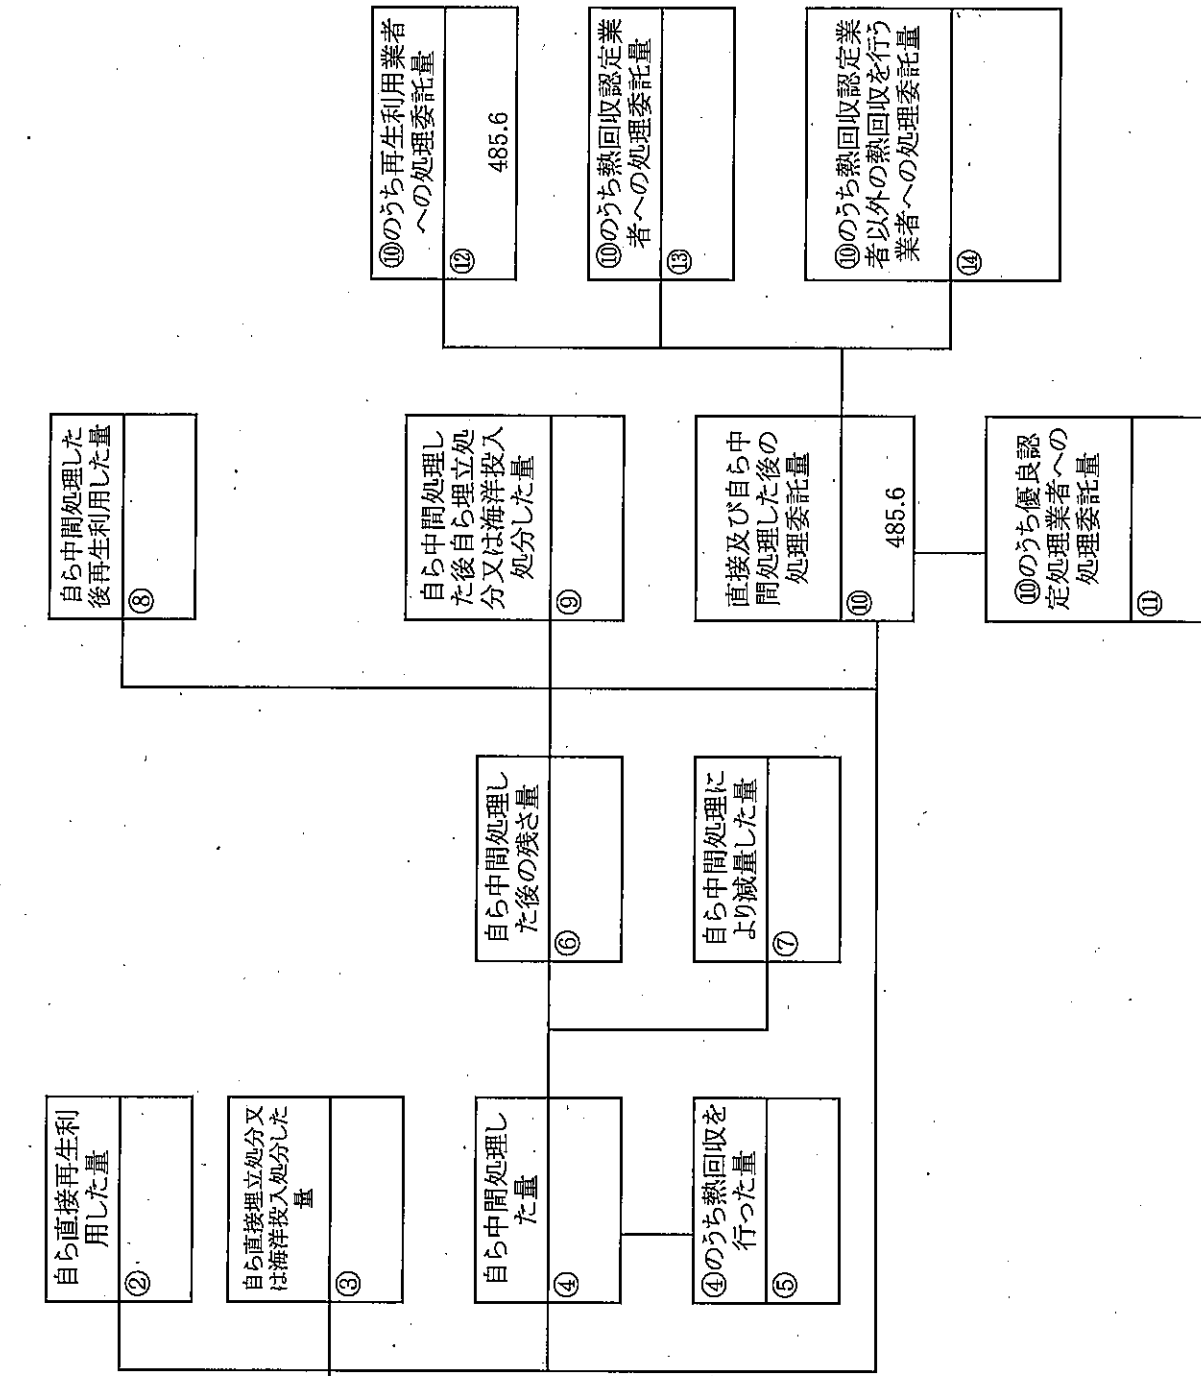 自ら直接再生利
用した量
②
自ら直接埋立処分又
は海洋投入処分した
量
③
自ら中間処理し
た量
④
④のうち熱回収を
行った量
⑤
自ら中間処理し
た後の残さ量
⑥
自ら中間処理に
より減量した量
⑦
自ら中間処理した
後再生利用した量
⑧
自ら中間処理し
た後自ら埋立処
分又は海洋投入
処分した量
⑨
直接及び自ら中
間処理した後の
処理委託量
⑩
485.6
⑩のうち優良認
定処理業者への
処理委託量
⑪
⑩のうち再生利用業者
への処理委託量
⑫
485.6
⑩のうち熱回収認定業
者への処理委託量
⑬
⑩のうち熱回収認定業
者以外の熱回収を行う
業者への処理委託量
⑭